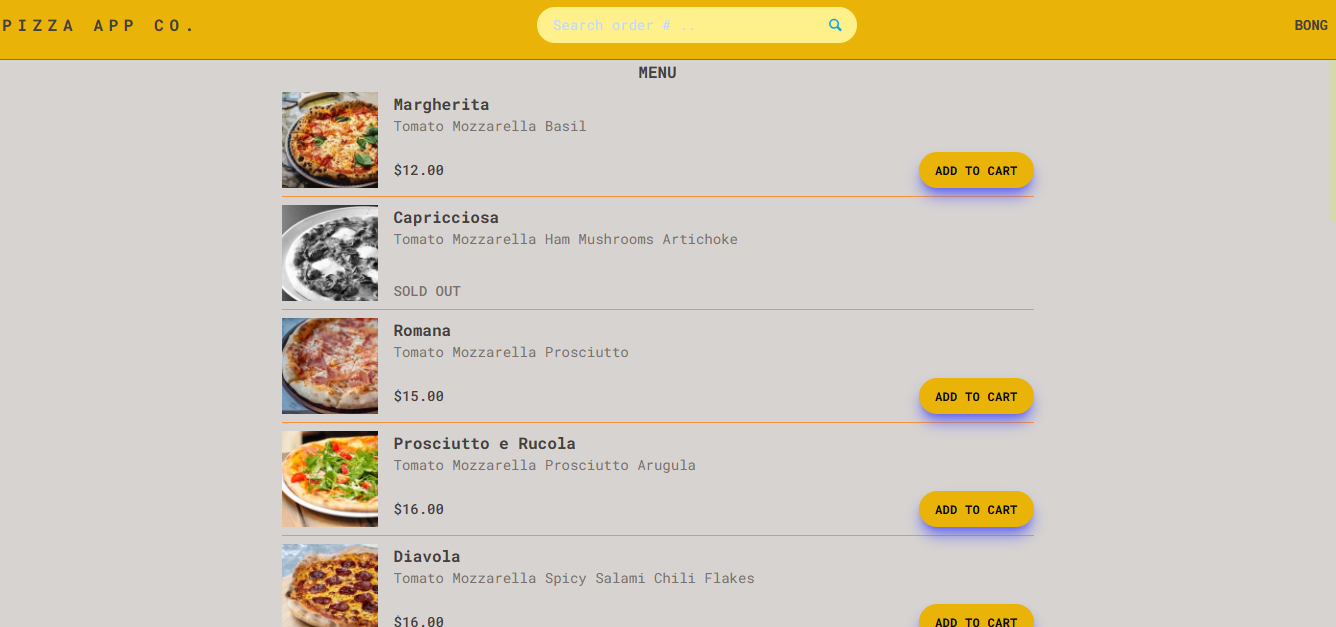 PIZZA APP CO.
Search order # ..
BONG
MENU
Margherita
Tomato Mozzarella Basil
$12.00
ADD TO CART
Capricciosa
Tomato Mozzarella Ham Mushrooms Artichoke
SOLD OUT
Romana
Tomato Mozzarella Prosciutto
$15.00
ADD TO CART
Prosciutto e Rucola
Tomato Mozzarella Prosciutto Arugula
$16.00
ADD TO CART
Diavola
Tomato Mozzarella Spicy Salami Chili Flakes
$16.00
ADD TO CART